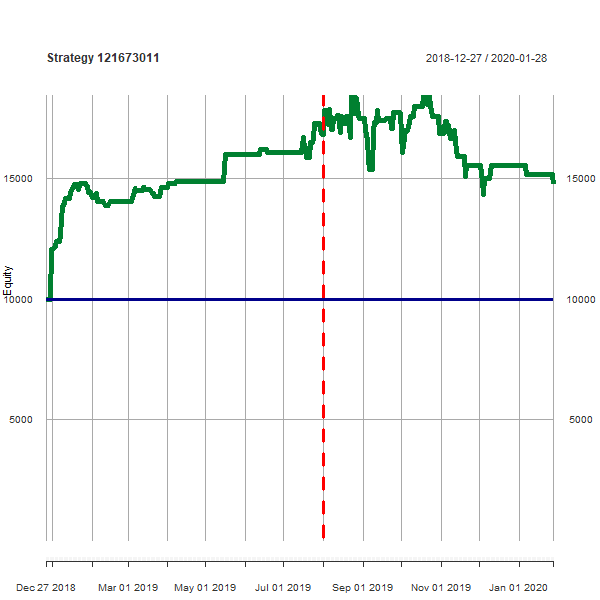 Strategy 121673011
2018-12-27 / 2020-01-28
15000 15000
Equity
10000 10000
5000 5000
Dec 27 2018 Mar 01 2019 May 01 2019 Jul 01 2019 Sep 01 2019 Nov 01 2019 Jan 01 2020